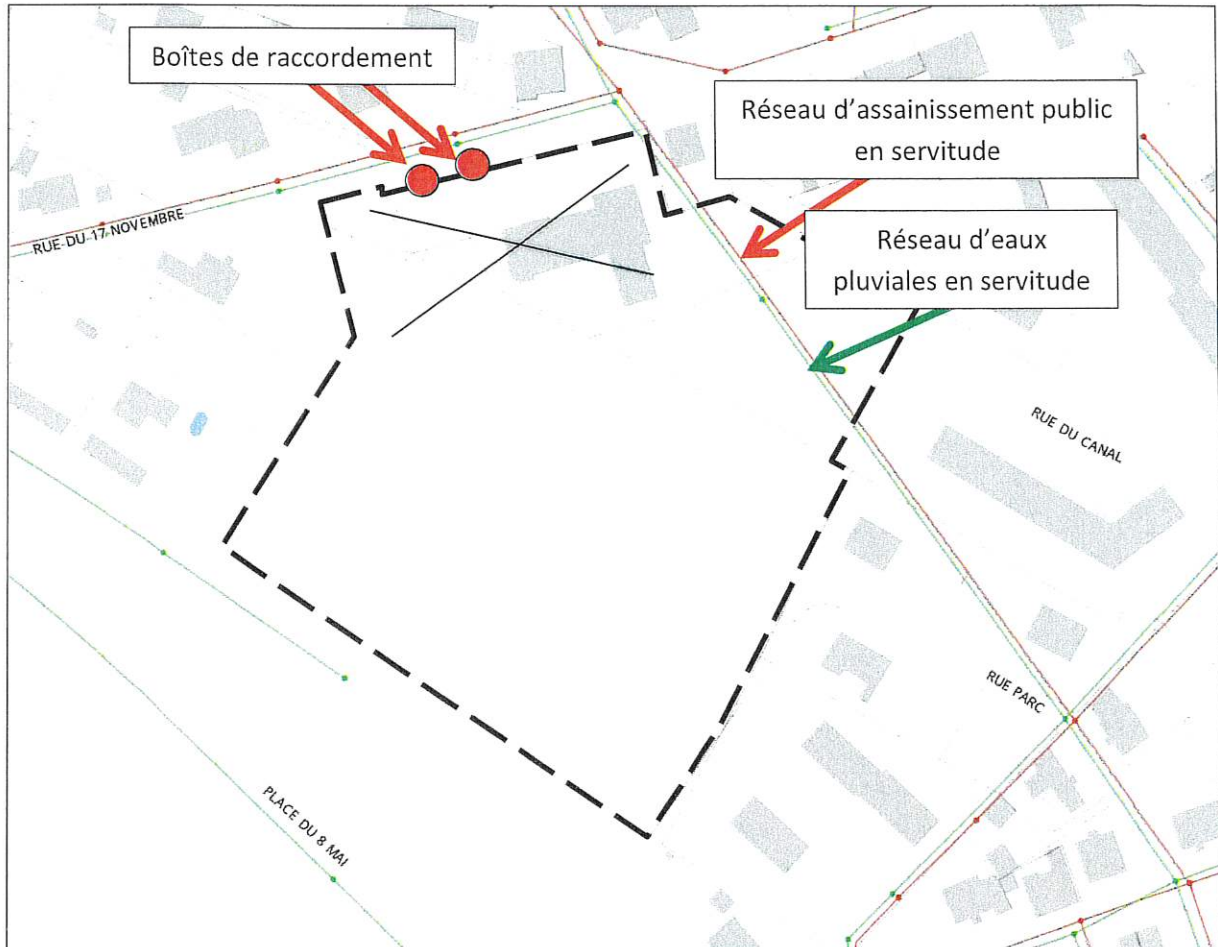 Boîtes de raccordement
Réseau d'assainissement public
en servitude
Réseau d'eaux
pluviales en servitude
RUE DU 17 NOVEMBRE
RUE DU CANAL
RUE PARC
PLACE DU 8 MAI